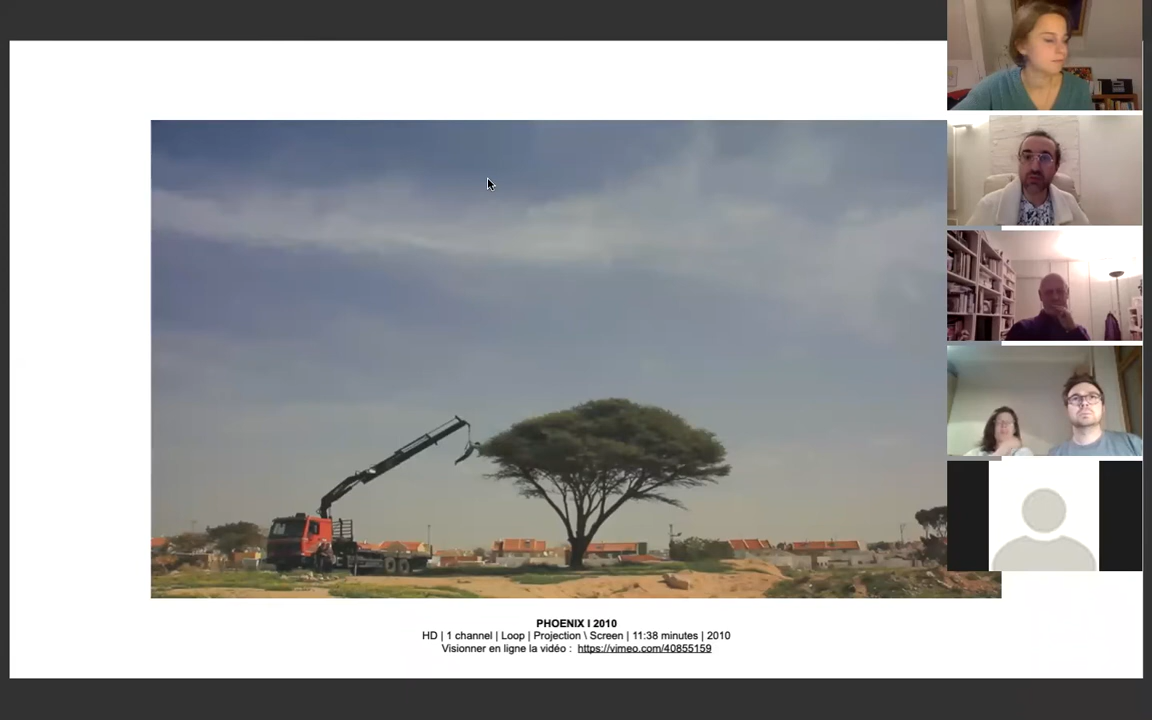 PHOENIX I 2010
HD | 1 channel | Loop | Projection \ Screen | 11:38 minutes | 2010
Visionner en ligne la vidéo :  https://vimeo.com/40855159